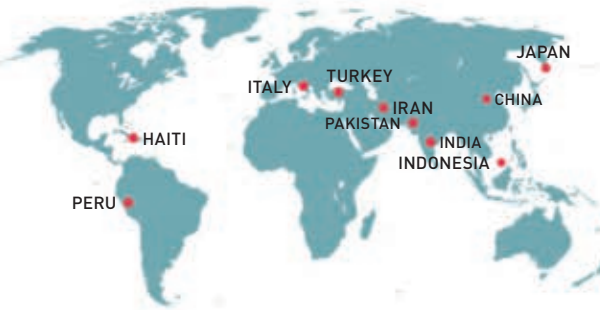 JAPAN
TURKEY
ITALY
CHINA
IRAN
PAKISTAN
HAITI
INDIA
INDONESIA
PERU